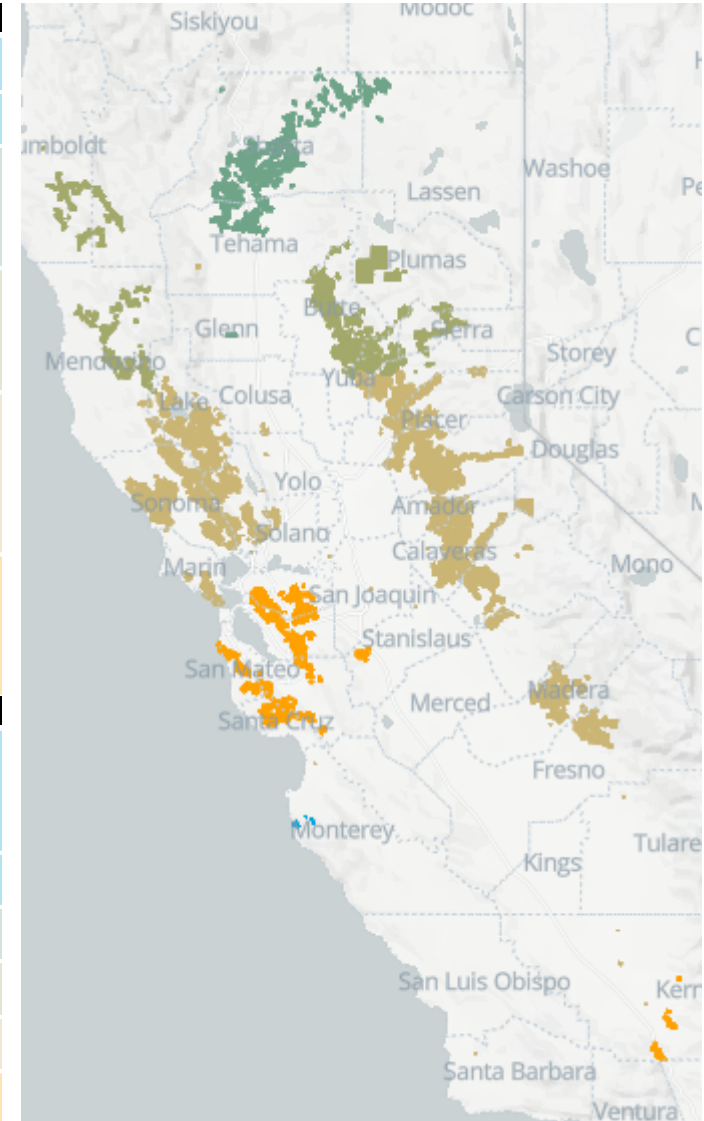 Siskiyou
Modoc
umboldt
Shasta
Washoe
Lassen
Tehama
Plumas
Butte
Glenn
Sierra
Storey
Mendocino
Yuba
Lake
Colusa
Carson City
Placer
Douglas
Yolo
Sonoma
Amador
Solano
Calaveras
Marin
Mono
San Joaquin
Stanislaus
San Mateo
Madera
Merced
Santa Cruz
Fresno
Monterey
Tulare
Kings
San Luis Obispo
Kern
Santa Barbara
Ventura